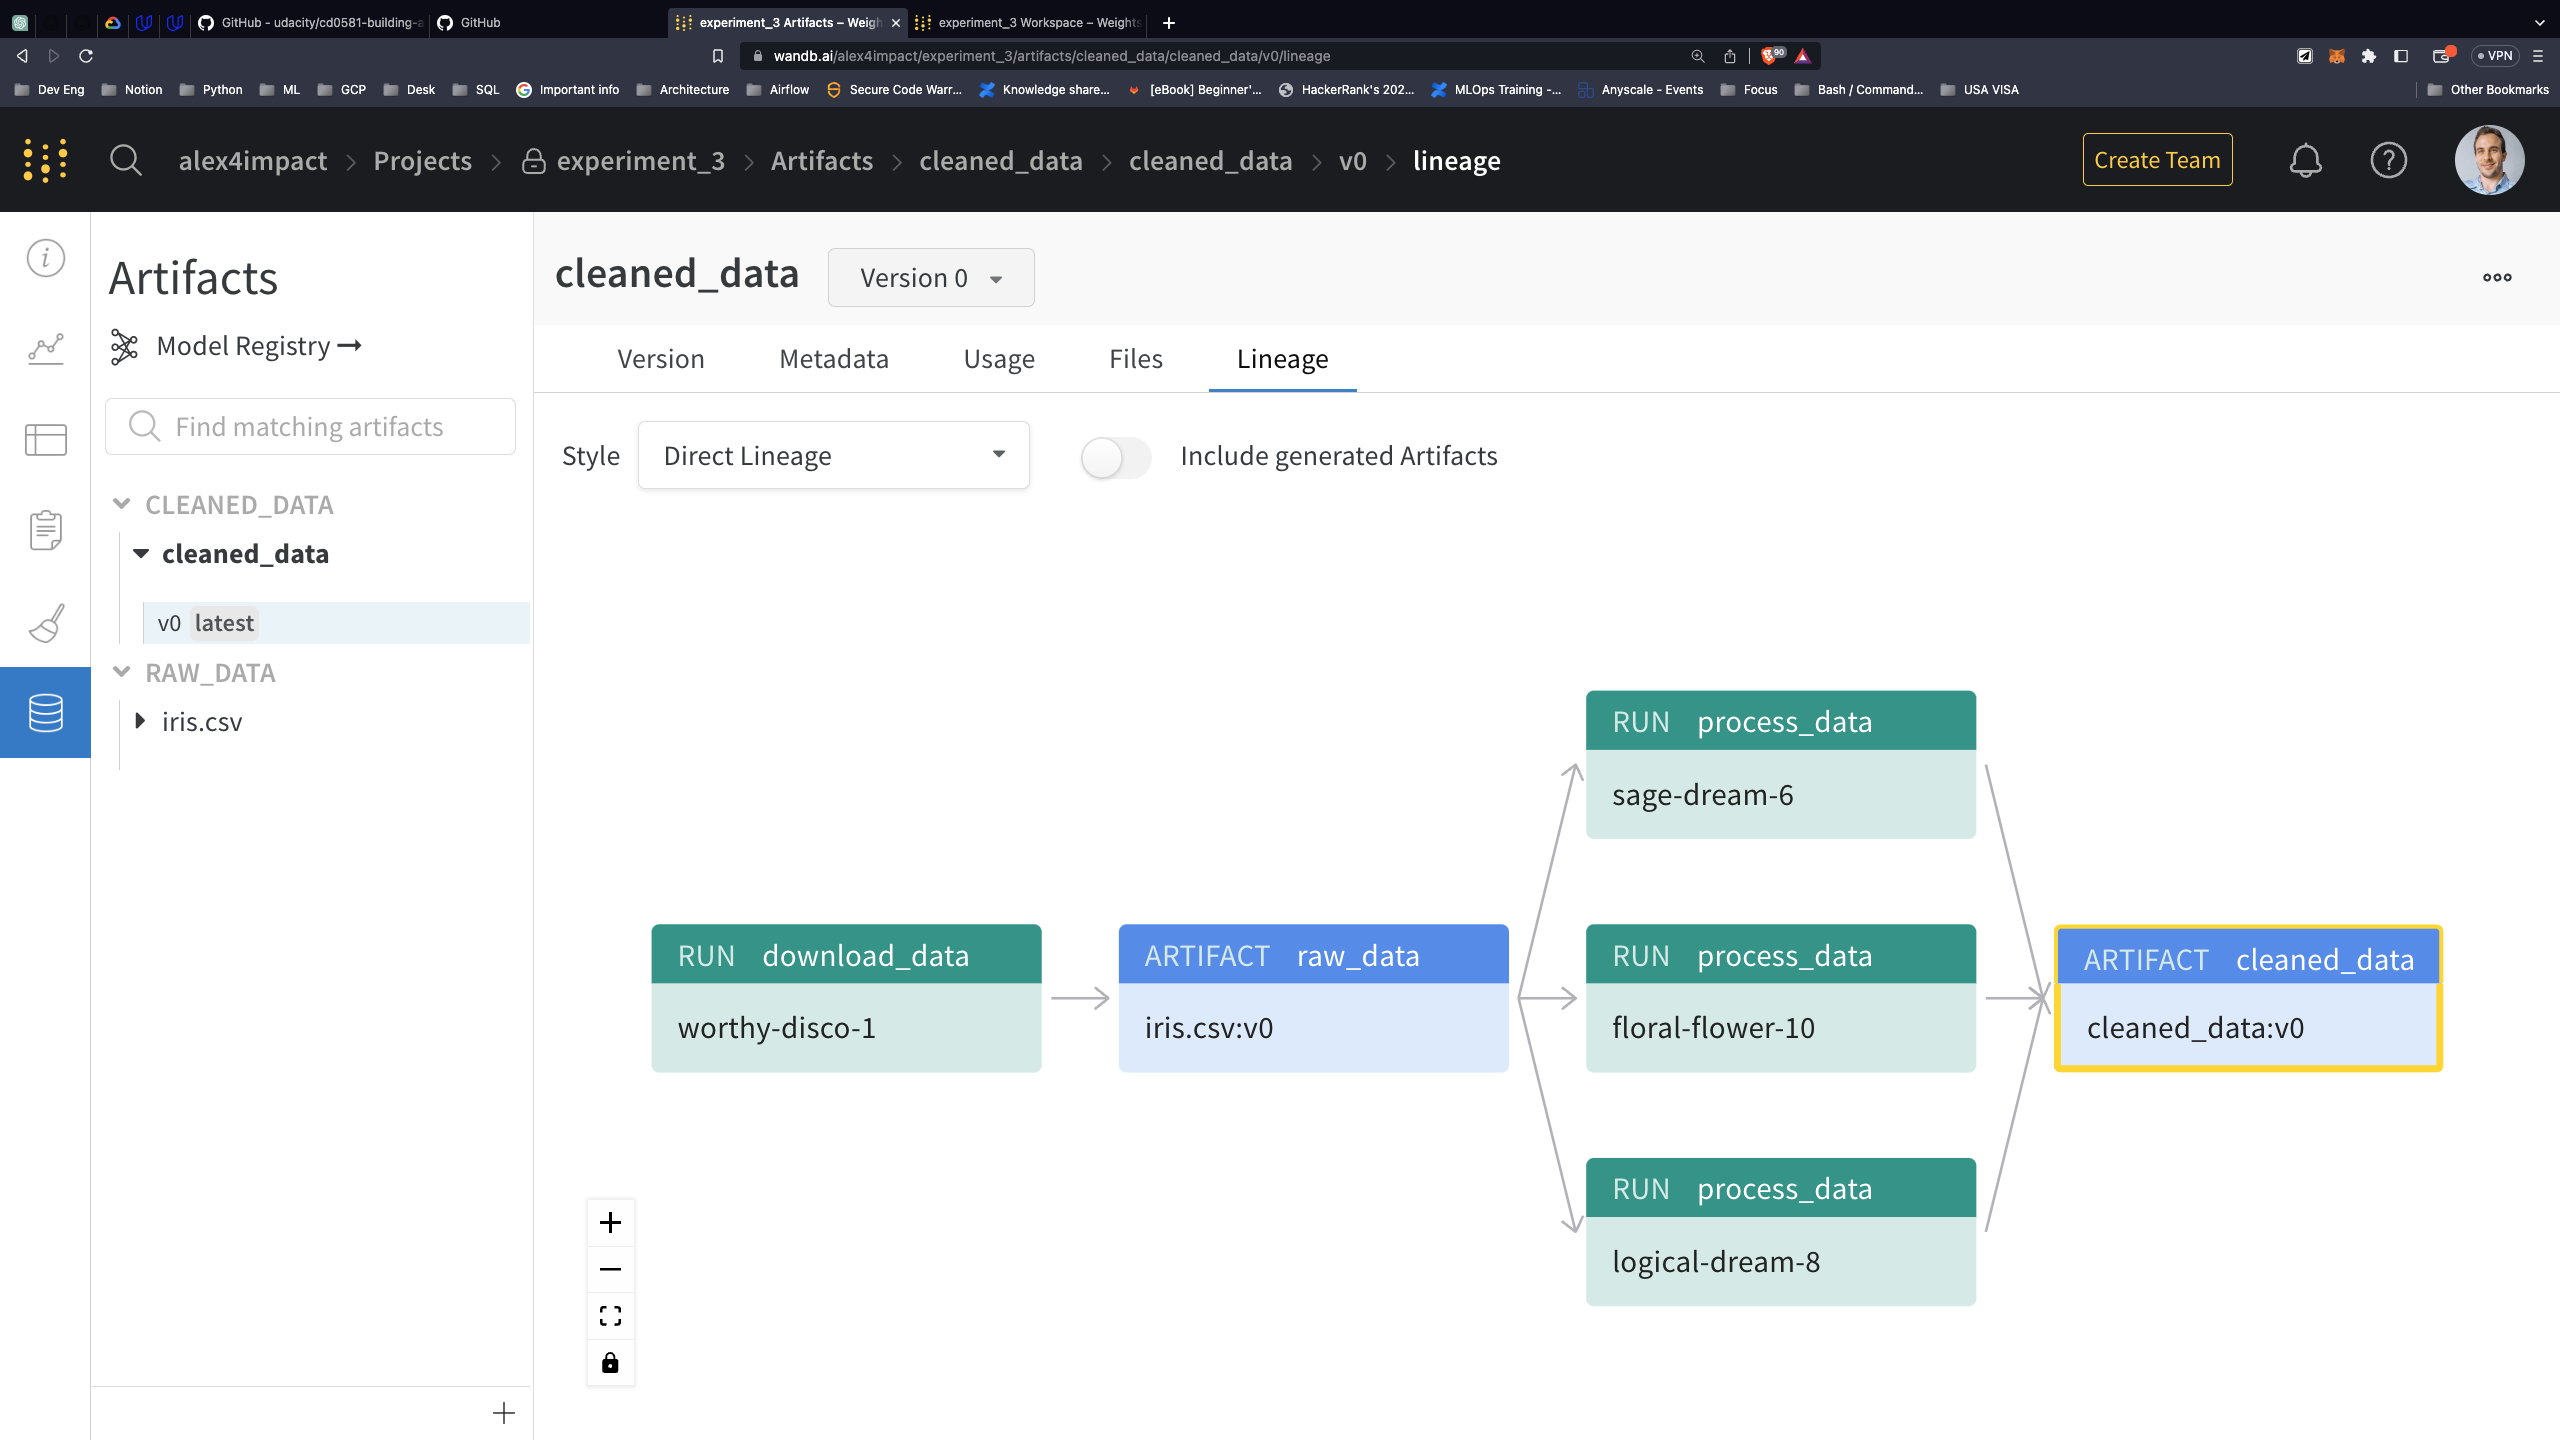 GitHub - udacity/cd0581-building-a
GitHub
experiment_3 Artifacts – Weigh
experiment_3 Workspace – Weights
wandb.ai/alex4impact/experiment_3/artifacts/cleaned_data/cleaned_data/v0/lineage
90
VPN
Dev Eng
Notion
Python
ML
GCP
Desk
SQL
Important info
Architecture
Airflow
Secure Code Warr...
Knowledge share...
[eBook] Beginner'...
HackerRank's 202...
MLOps Training -...
Anyscale - Events
Focus
Bash / Command...
USA VISA
Other Bookmarks
alex4impact > Projects > experiment_3 > Artifacts > cleaned_data > cleaned_data > v0 > lineage
Create Team
Artifacts
Model Registry
Find matching artifacts
CLEANED_DATA
cleaned_data
v0 latest
RAW_DATA
iris.csv
cleaned_data
Version 0
Version
Metadata
Usage
Files
Lineage
Style
Direct Lineage
Include generated Artifacts
RUN process_data
sage-dream-6
RUN download_data
worthy-disco-1
ARTIFACT raw_data
iris.csv:v0
RUN process_data
floral-flower-10
ARTIFACT cleaned_data
cleaned_data:v0
RUN process_data
logical-dream-8